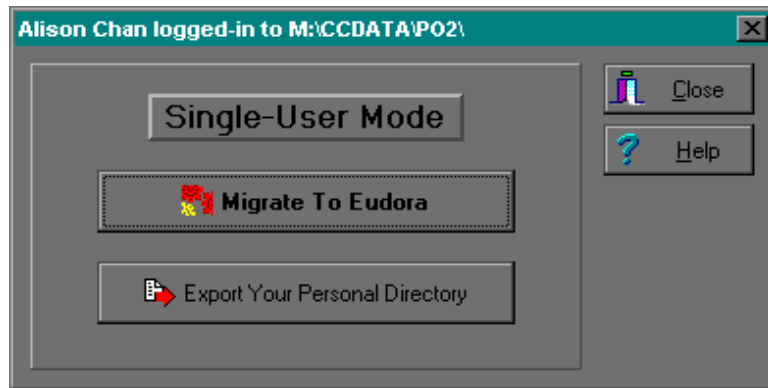 Alison Chan logged-in to M:\CCDATA\PO2\
Single-User Mode
Migrate To Eudora
Export Your Personal Directory
Close
Help